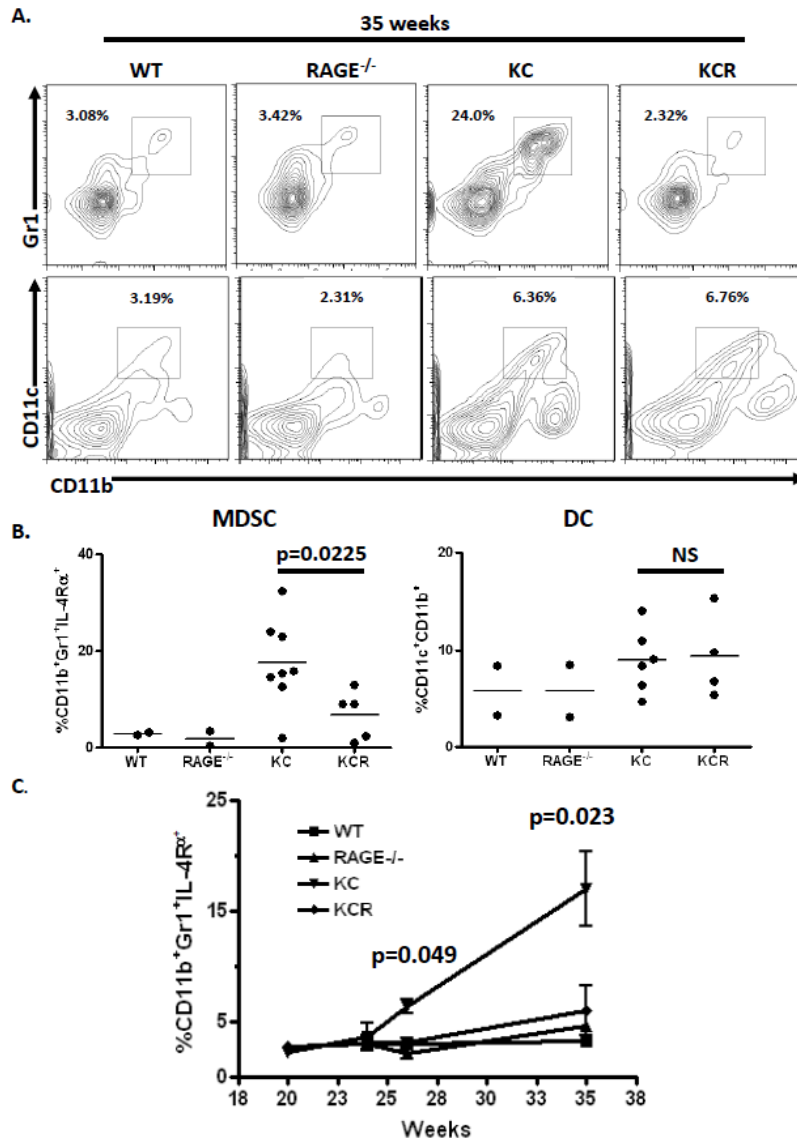 A.
35 weeks
WT RAGE-/- KC KCR
3.08% 3.42% 24.0% 2.32%
Gr1
3.19% 2.31% 6.36% 6.76%
CD11c
CD11b
B.
MDSC DC
p=0.0225 NS
%CD11b+Gr1+IL-4Rα+
40
20
0
WT RAGE-/- KC KCR
%CD11c+CD11b+
20
10
0
WT RAGE-/- KC KCR
C.
%CD11b+Gr1+IL-4Rα+
25
15
5
0
WT
RAGE-/-
KC
KCR
p=0.049
p=0.023
18 20 23 25 28 30 33 35 38
Weeks